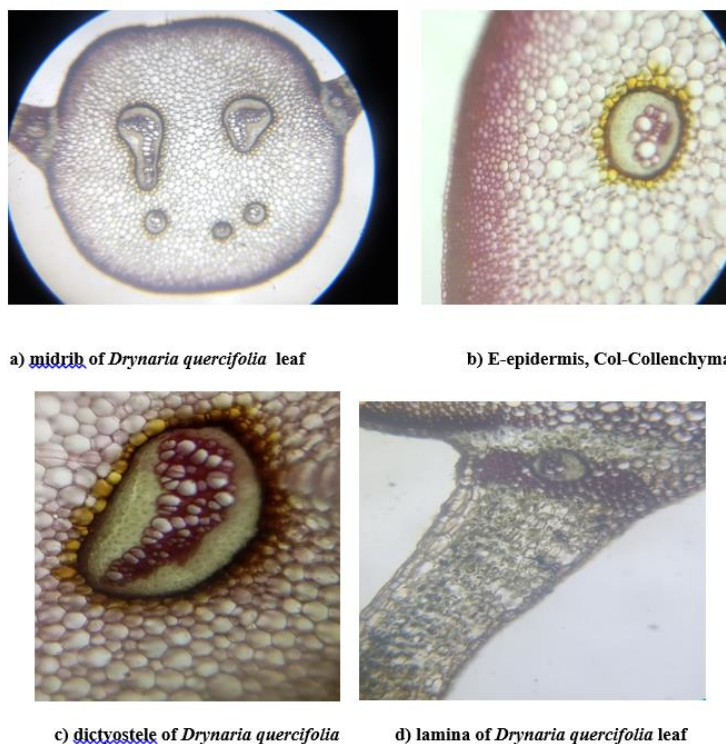 a) midrib of Drynaria quercifolia leaf
b) E-epidermis, Col-Collenchyma
c) dictyostele of Drynaria quercifolia
d) lamina of Drynaria quercifolia leaf